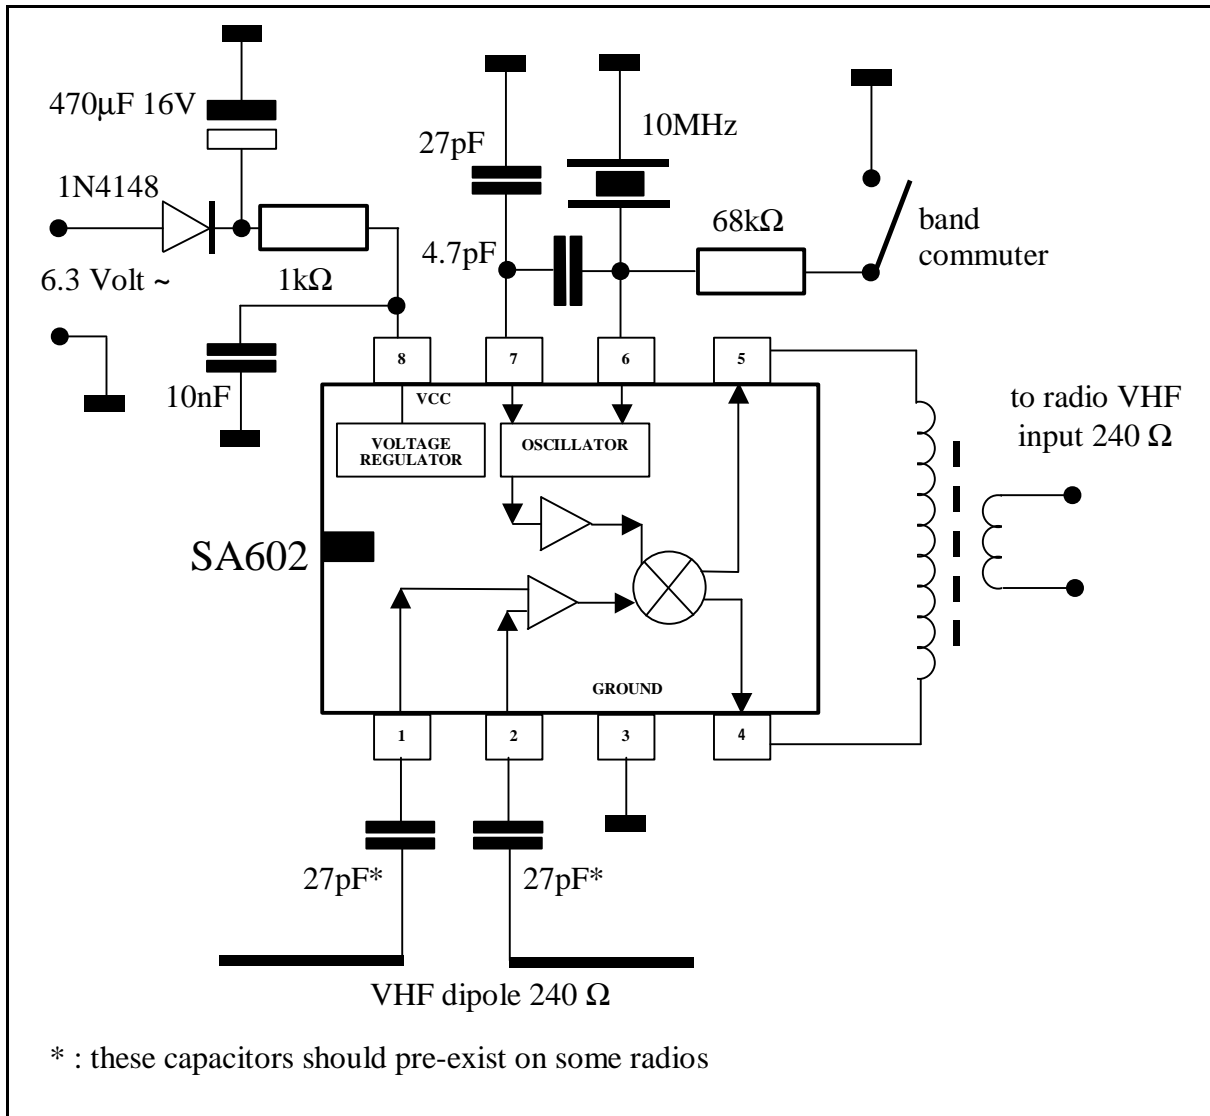 470µF 16V
1N4148
6.3 Volt ~
1kΩ
10nF
27pF
4.7pF
10MHz
68kΩ
band
commuter
8
7
6
5
VCC
VOLTAGE
REGULATOR
OSCILLATOR
to radio VHF
input 240 Ω
SA602
GROUND
1
2
3
4
27pF*
27pF*
VHF dipole 240 Ω
* : these capacitors should pre-exist on some radios